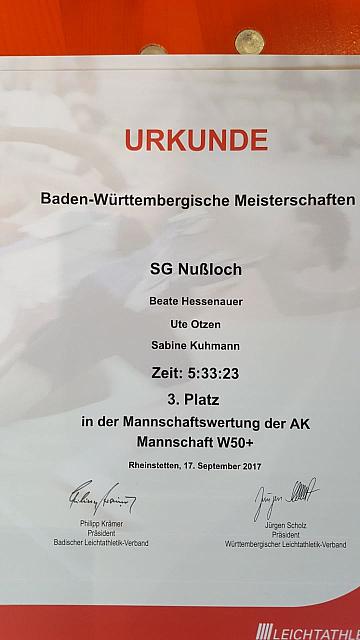 URKUNDE
Baden-Württembergische Meisterschaften
SG Nußloch
Beate Hessenauer
Ute Otzen
Sabine Kuhmann
Zeit: 5:33:23
3. Platz
in der Mannschaftswertung der AK
Mannschaft W50+
Rheinstetten, 17. September 2017
Philipp Krämer
Präsident
Badischer Leichtathletik-Verband
Jürgen Scholz
Präsident
Württembergischer Leichtathletik-Verband
LEICHTATHLE